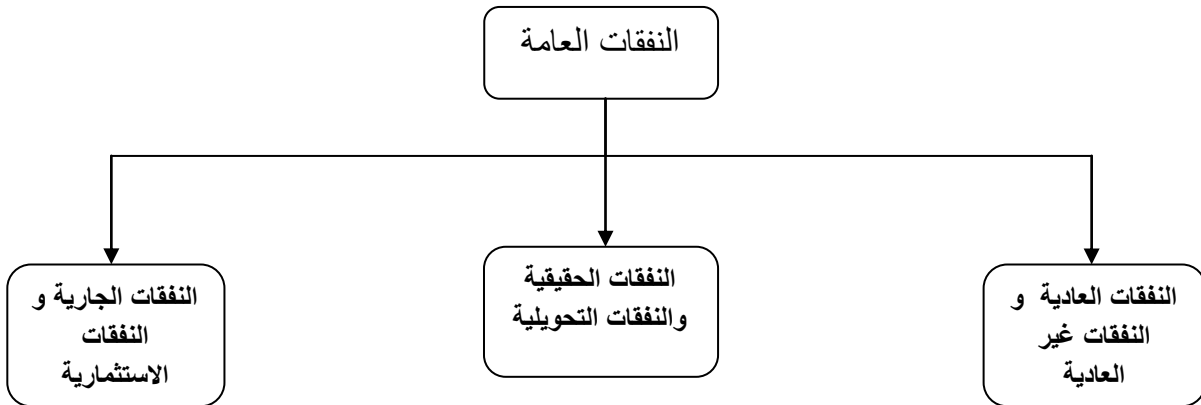 النفقات العامة
النفقات العادية و
النفقات غير
العادية
النفقات الحقيقية
والنفقات التحويلية
النفقات الجارية و
النفقات
الاستثمارية